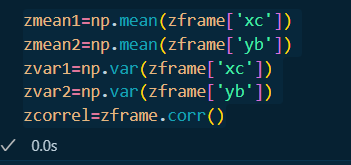 zmean1=np.mean(zframe['xc'])
zmean2=np.mean(zframe['yb'])
zvar1=np.var(zframe['xc'])
zvar2=np.var(zframe['yb'])
zcorrel=zframe.corr()
✓ 0.0s